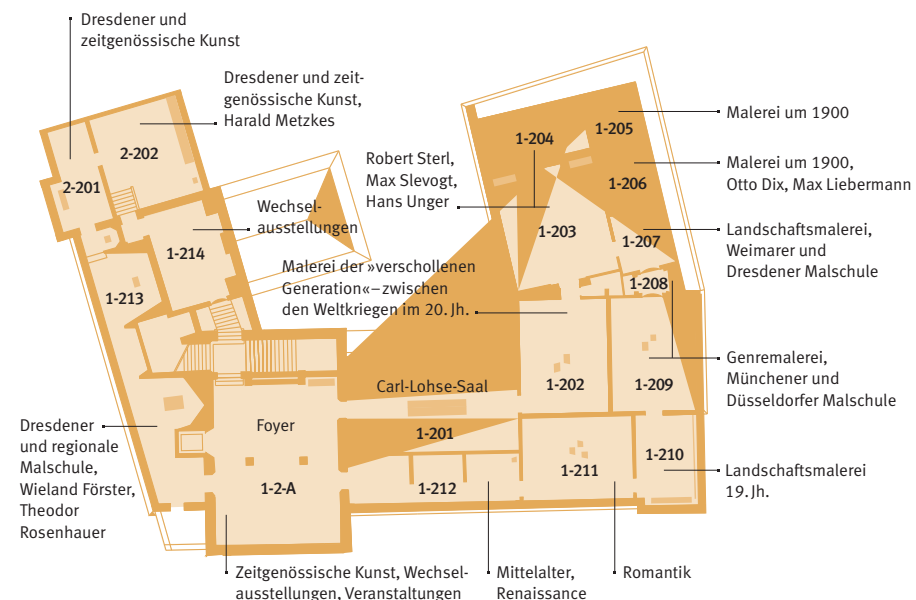 Dresdener und
zeitgenössische Kunst
Dresdener und zeit-
genössische Kunst,
Harald Metzkes
2-202
2-201
Wechsel-
ausstellungen
1-214
1-213
Robert Sterl,
Max Slevogt,
Hans Unger
1-204
1-205
1-206
1-203
1-207
1-208
Malerei um 1900
Malerei um 1900,
Otto Dix, Max Liebermann
Landschaftsmalerei,
Weimarer und
Dresdener Malschule
Malerei der »verschollenen
Generation« – zwischen
den Weltkriegen im 20. Jh.
1-202
1-209
Genremalerei,
Münchener und
Düsseldorfer Malschule
Carl-Lohse-Saal
Foyer
1-201
1-2-A
1-212
1-211
1-210
Landschaftsmalerei
19. Jh.
Dresdener
und regionale
Malschule,
Wieland Förster,
Theodor
Rosenhauer
Zeitgenössische Kunst, Wechsel-
ausstellungen, Veranstaltungen
Mittelalter,
Renaissance
Romantik